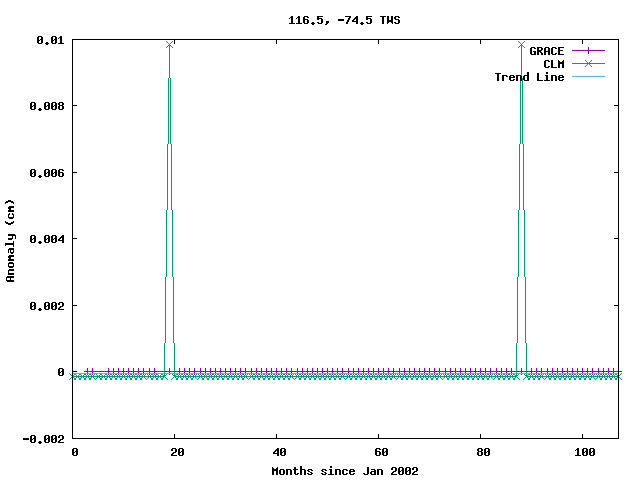 116.5, -74.5 TWS
GRACE
CLM
Trend Line
0.01
0.008
0.006
0.004
0.002
0
-0.002
Anomaly (cm)
0 20 40 60 80 100
Months since Jan 2002